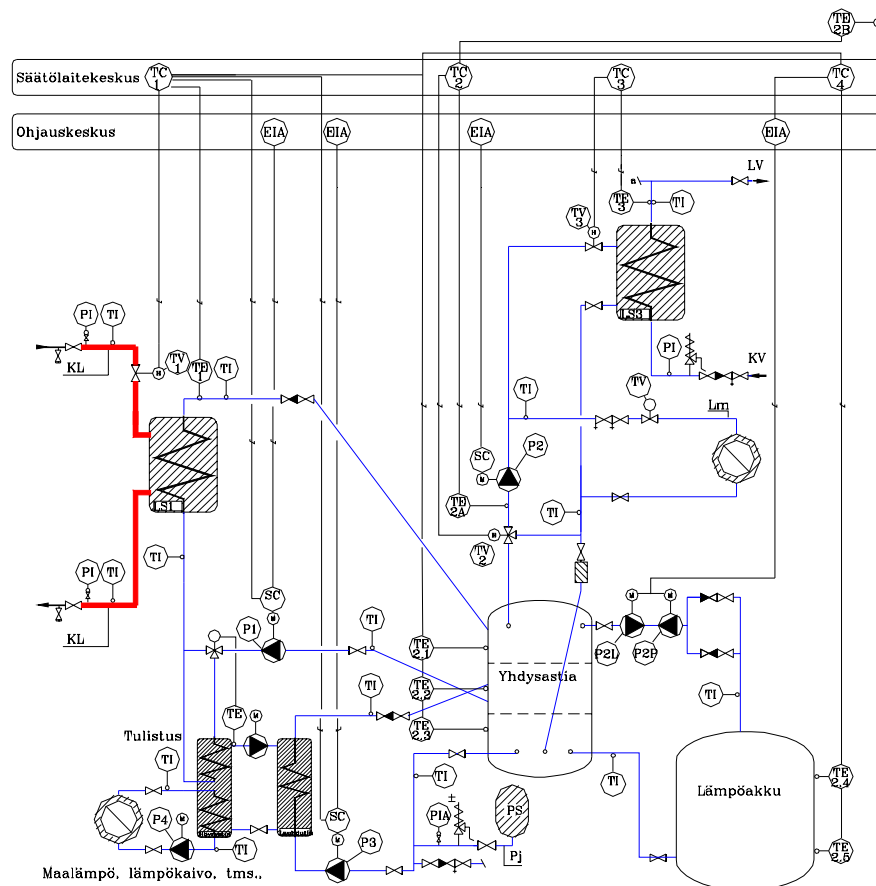 TE 2B
Säätölaitekeskus
TC 1
TC 2
TC 3
TC 4
Ohjauskeskus
EIA
EIA
EIA
EIA
LV
TE 3
TI
TV 3
LS3
PI
TI
PI
KV
KL
TV 1
TE 1
TI
TI
TV
Lm
LS1
SC
M
P2
TE 2A
TI
TI
H
TV 2
PI
TI
SC
M
KL
P1
TI
TE 2,1
Yhdysastia
M
M
P2L
P2P
TE 2,2
TI
TI
TE
M
TE 2,3
Tulistus
TI
TI
TI
Lämpöakku
TE 2,4
P4
M
TI
SC
M
P3
PIA
PS
Pj
TE 2,5
Maalämpö, lämpökaivo, tms.,